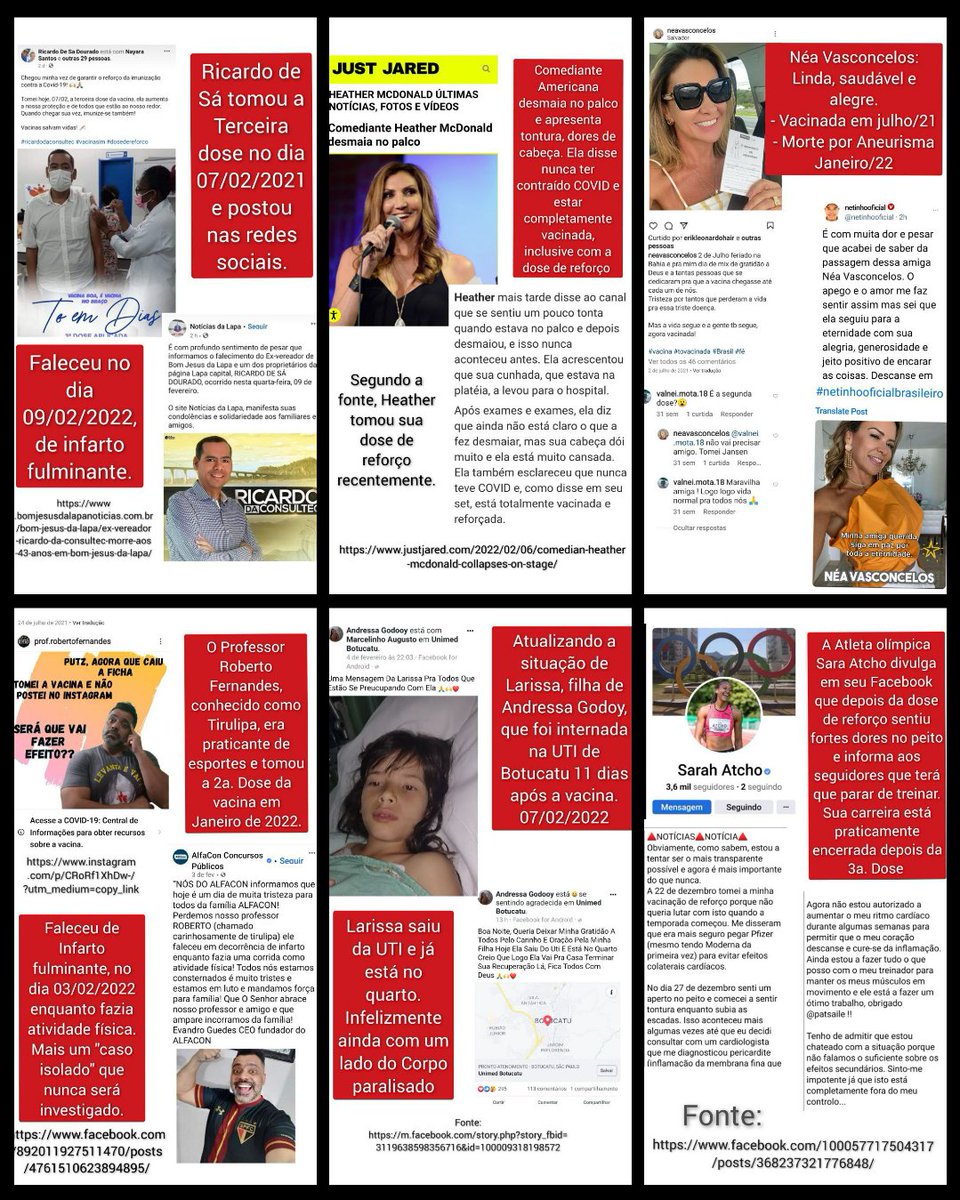 Ricardo De Sa Dourado está com Nayara
Santos e outras 29 pessoas.
2 d
Chegou minha vez de garantir o reforço da imunização
contra a Covid-19!
Tomei hoje, 07/02, a terceira dose da vacina, ela aumenta
a nossa proteção e de todos que estão ao nosso redor.
Quando chegar sua vez, imunize-se também!
Vacinas salvam vidas!
#ricardodaconsultec #vacinasim #dosedereforco
VACINA BOA, É VACINA
NO BRAÇO
To em Dias
3ª DOSE APLICADA
Ricardo de
Sá tomou a
Terceira
dose no dia
07/02/2021
e postou
nas redes
sociais.
Faleceu no
dia
09/02/2022,
de infarto
fulminante.
https://www
.bomjesusdalapanoticias.com.br
/bom-jesus-da-lapa/ex-vereador
-ricardo-da-consultec-morre-aos
-43-anos-em-bom-jesus-da-lapa/
Notícias da Lapa • Seguir
2 h
É com profundo sentimento de pesar que
informamos o falecimento do Ex-vereador de
Bom Jesus da Lapa e um dos proprietários da
página Lapa capital, RICARDO DE SÁ
DOURADO, ocorrido nesta quarta-feira, 09 de
fevereiro.
O site Notícias da Lapa, manifesta suas
condolências e solidariedade aos familiares e
amigos.
RICARDO
DA CONSULTEC
JUST JARED
HEATHER MCDONALD ÚLTIMAS
NOTÍCIAS, FOTOS E VÍDEOS
Comediante Heather McDonald
desmaia no palco
Comediante
Americana
desmaia no palco
e apresenta
tontura, dores de
cabeça. Ela disse
nunca ter
contraído COVID e
estar
completamente
vacinada,
inclusive com a
dose de reforço
Segundo a
fonte, Heather
tomou sua
dose de
reforço
recentemente.
Heather mais tarde disse ao canal
que se sentiu um pouco tonta
quando estava no palco e depois
desmaiou, e isso nunca
aconteceu antes. Ela acrescentou
que sua cunhada, que estava na
platéia, a levou para o hospital.
Após exames e exames, ela diz
que ainda não está claro o que a
fez desmaiar, mas sua cabeça dói
muito e ela está muito cansada.
Ela também esclareceu que nunca
teve COVID e, como disse em seu
set, está totalmente vacinada e
reforçada.
https://www.justjared.com/2022/02/06/comedian-heather
-mcdonald-collapses-on-stage/
neavasconcelos
Salvador
Néa Vasconcelos:
Linda, saudável e
alegre.
- Vacinada em julho/21
- Morte por Aneurisma
Janeiro/22
Curtido por erikleonardohair e outras
pessoas
neavasconcelos 2 de Julho feriado na
Bahia e pra mim dia de mix de gratidão a
Deus e a tantas pessoas que se
dedicaram pra que a vacina chegasse até
cada um de nós.
Tristeza por tantos que perderam a vida
pra essa triste doença.
Mas a vida segue e a gente tb segue,
agora vacinada!
#vacina #tovacinada #Brasil #fé
Ver todos os 46 comentários
2 de julho de 2021 • Ver tradução
valnei.mota.18 É a segunda
dose?
31 sem 1 curtida Responder
neavasconcelos @valnei
.mota.18 não vai precisar
amigo. Tomei Jansen
31 sem 1 curtida Respo...
valnei.mota.18 Maravilha
amiga ! Logo logo vida
normal pra todos nós
31 sem Responder
Ocultar respostas
netinhooficial
@netinhooficial · 2h
É com muita dor e pesar
que acabei de saber da
passagem dessa amiga
Néa Vasconcelos. O
apego e o amor me faz
sentir assim mas sei que
ela seguiu para a
eternidade com sua
alegria, generosidade e
jeito positivo de encarar
as coisas. Descanse em
#netinhooficialbrasileiro
Translate Post
Minha amiga querida,
siga em paz por
toda a eternidade.
NÉA VASCONCELOS
24 de julho de 2021 • Ver tradução
prof.robertofernandes
PUTZ, AGORA QUE CAIU
A FICHA
TOMEI A VACINA E NÃO
POSTEI NO INSTAGRAM
SERÁ QUE VAI
FAZER
EFEITO??
LEVANTA E VAI
Acesse a COVID-19: Central de
Informações para obter recursos
sobre a vacina.
https://www.instagram
.com/p/CRoRf1XhDw-/
?utm_medium=copy_link
O Professor
Roberto
Fernandes,
conhecido como
Tirulipa, era
praticante de
esportes e tomou
a 2a. Dose da
vacina em
Janeiro de 2022.
Faleceu de
Infarto
fulminante, no
dia 03/02/2022
enquanto fazia
atividade física.
Mais um "caso
isolado" que
nunca será
investigado.
ttps://www.facebook.com
/892011927511470/posts
/4761510623894895/
AlfaCon Concursos
Públicos • Seguir
3 de fev
"NÓS DO ALFACON informamos que
hoje é um dia de muita tristeza para
todos da família ALFACON!
Perdemos nosso professor
ROBERTO (chamado
carinhosamente de tirulipa) ele
faleceu em decorrência de infarto
enquanto fazia uma corrida como
atividade física! Todos nós estamos
consternados é muito tristes e
estamos em luto e mandamos força
para família! Que O Senhor abrace
nosso professor e amigo e que
ampare incorramos da família!
Evandro Guedes CEO fundador do
ALFACON
Andressa Godooy está com
Marcelinho Augusto em Unimed
Botucatu.
4 de fevereiro às 22:03 · Facebook for
Android
Uma Mensagem Da Larissa Pra Todos Que
Estão Se Preucupando Com Ela
Atualizando a
situação de
Larissa, filha de
Andressa Godoy,
que foi internada
na UTI de
Botucatu 11 dias
após a vacina.
07/02/2022
Larissa saiu
da UTI e já
está no
quarto.
Infelizmente
ainda com um
lado do Corpo
paralisado
Andressa Godooy está se
sentindo agradecida em Unimed
Botucatu.
13 h · Facebook for Android
Boa Noite, Queria Deixar Minha Gratidão A
Todos Pelo Carinho E Oração Pela Minha
Filha Hoje Ela Saiu Do Uti E Está No Quarto
Creio Que Logo Ela Vai Pra Casa Terminar
Sua Recuperação Lá, Fica Todos Com
Deus
BOTUCATU
PRONTO ATENDIMENTO · BOTUCATU, SÃO PAULO
Unimed Botucatu
Salvar
295
113 comentários 1 compartilhamento
Curtir Comentar Compartilhar
Fonte:
https://m.facebook.com/story.php?story_fbid=
3119638598356716&id=100009318198572
Sarah Atcho
3,6 mil seguidores • 2 seguindo
Mensagem
Seguindo
A Atleta olímpica
Sara Atcho divulga
em seu Facebook
que depois da dose
de reforço sentiu
fortes dores no peito
e informa aos
seguidores que terá
que parar de treinar.
Sua carreira está
praticamente
encerrada depois da
3a. Dose
NOTÍCIAS NOTÍCIA
Obviamente, como sabem, estou a
tentar ser o mais transparente
possível e agora é mais importante
do que nunca.
A 22 de dezembro tomei a minha
vacinação de reforço porque não
queria lutar com isto quando a
temporada começou. Me disseram
que era mais seguro pegar Pfizer
(mesmo tendo Moderna da
primeira vez) para evitar efeitos
colaterais cardíacos.
No dia 27 de dezembro senti um
aperto no peito e comecei a sentir
tontura enquanto subia as
escadas. Isso aconteceu mais
algumas vezes até que eu decidi
consultar com um cardiologista
que me diagnosticou pericardite
(inflamação da membrana fina que
Agora não estou autorizado a
aumentar o meu ritmo cardíaco
durante algumas semanas para
permitir que o meu coração
descanse e cure-se da inflamação.
Ainda estou a fazer tudo o que
posso com o meu treinador para
manter os meus músculos em
movimento e ele está a fazer um
ótimo trabalho, obrigado
@patsaile !!
Tenho de admitir que estou
chateado com a situação porque
não falamos o suficiente sobre os
efeitos secundários. Sinto-me
impotente já que isto está
completamente fora do meu
controlo...
Fonte:
https://www.facebook.com/100057717504317
/posts/368237321776848/